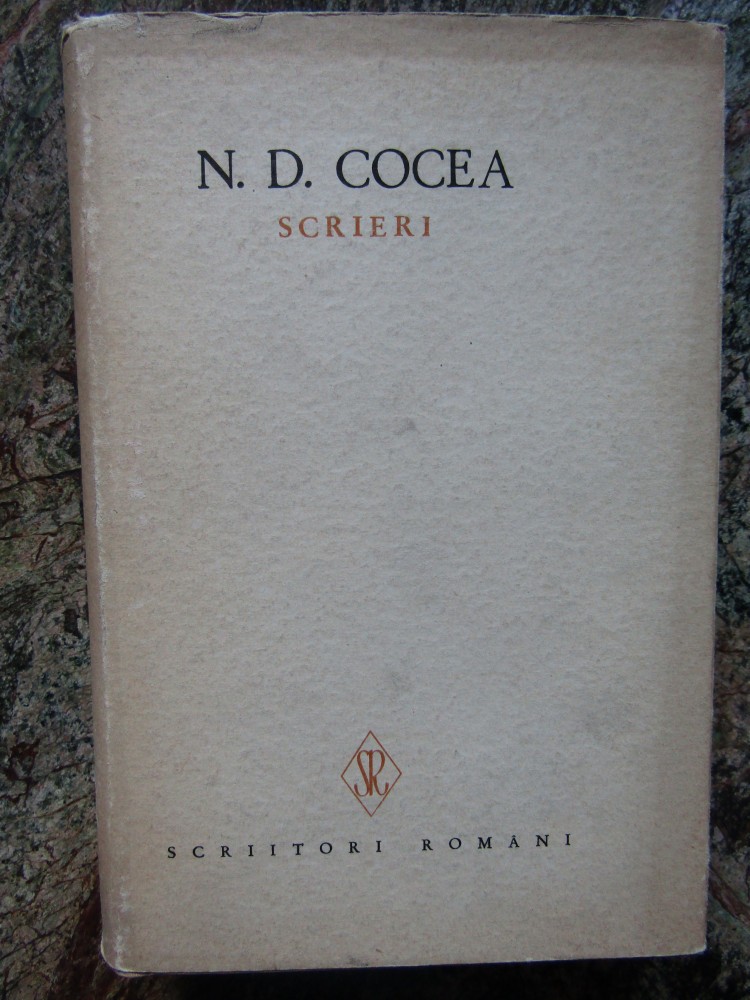 N. D. COCEA
SCRIERI
SR
SCRIITORI ROMÂNI